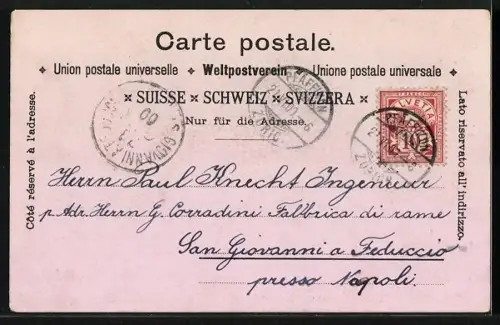 Carte postale.
✦ Union postale universelle ✦ Weltpostverein ✦ Unione postale universale ✦
× SUISSE × SCHWEIZ × SVIZZERA ×
Nur für die Adresse.
Côté réservé à l'adresse.
Lato riservato all' indirizzo.
HELVETIA
Herrn Paul Knecht Ingenieur
p. Adr. Herrn G. Corradini Fabbrica di rame
San Giovanni a Teduccio
presso Napoli.